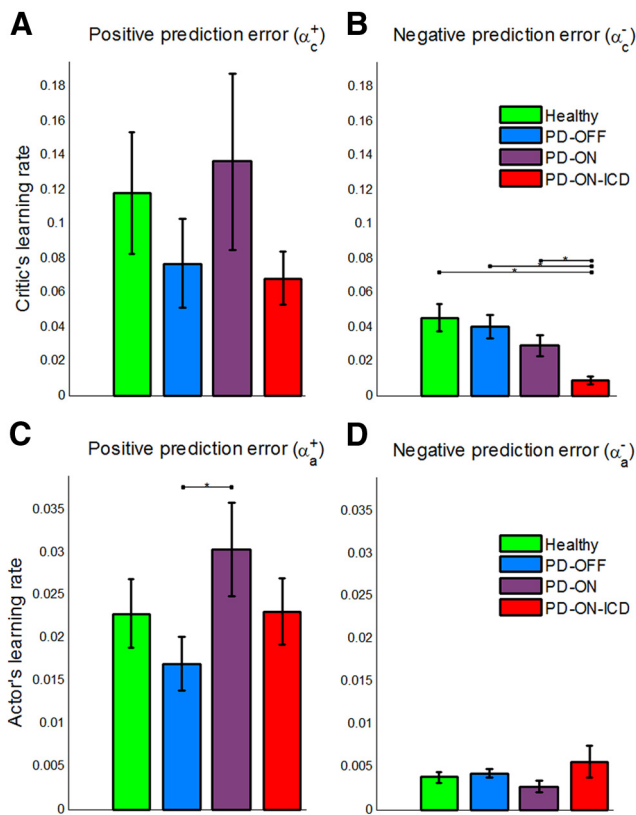 A
Positive prediction error (α_c^+)
Critic's learning rate
0.18
0.16
0.14
0.12
0.1
0.08
0.06
0.04
0.02
0
B
Negative prediction error (α_c^-)
0.18
0.16
0.14
0.12
0.1
0.08
0.06
0.04
0.02
0
Healthy
PD-OFF
PD-ON
PD-ON-ICD
*
*
*
C
Positive prediction error (α_a^+)
Actor's learning rate
0.035
0.03
0.025
0.02
0.015
0.01
0.005
0
*
D
Negative prediction error (α_a^-)
0.035
0.03
0.025
0.02
0.015
0.01
0.005
0
Healthy
PD-OFF
PD-ON
PD-ON-ICD